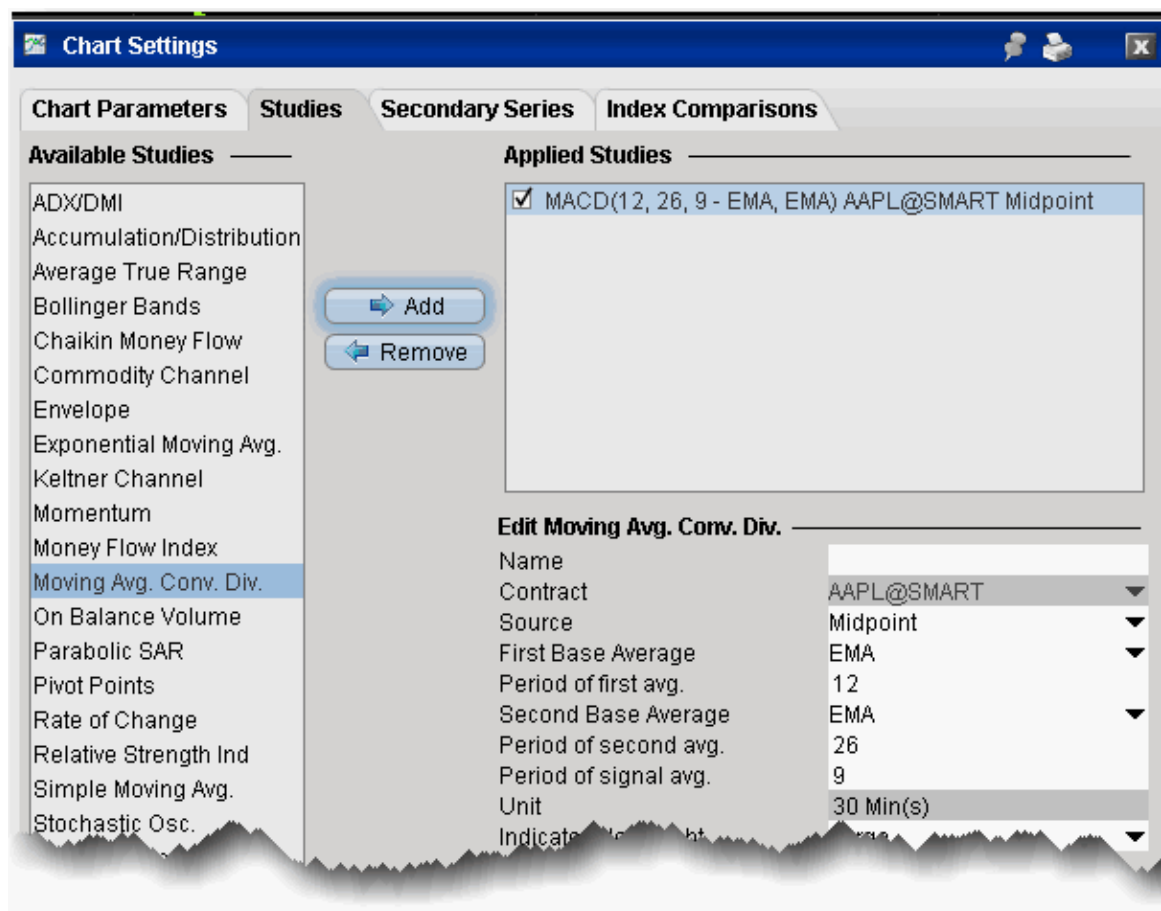 Chart Settings
Chart Parameters Studies Secondary Series Index Comparisons
Available Studies
ADX/DMI
Accumulation/Distribution
Average True Range
Bollinger Bands
Chaikin Money Flow
Commodity Channel
Envelope
Exponential Moving Avg.
Keltner Channel
Momentum
Money Flow Index
Moving Avg. Conv. Div.
On Balance Volume
Parabolic SAR
Pivot Points
Rate of Change
Relative Strength Ind
Simple Moving Avg.
Stochastic Osc.
Add
Remove
Applied Studies
MACD(12, 26, 9 - EMA, EMA) AAPL@SMART Midpoint
Edit Moving Avg. Conv. Div.
Name
Contract AAPL@SMART
Source Midpoint
First Base Average EMA
Period of first avg. 12
Second Base Average EMA
Period of second avg. 26
Period of signal avg. 9
Unit 30 Min(s)